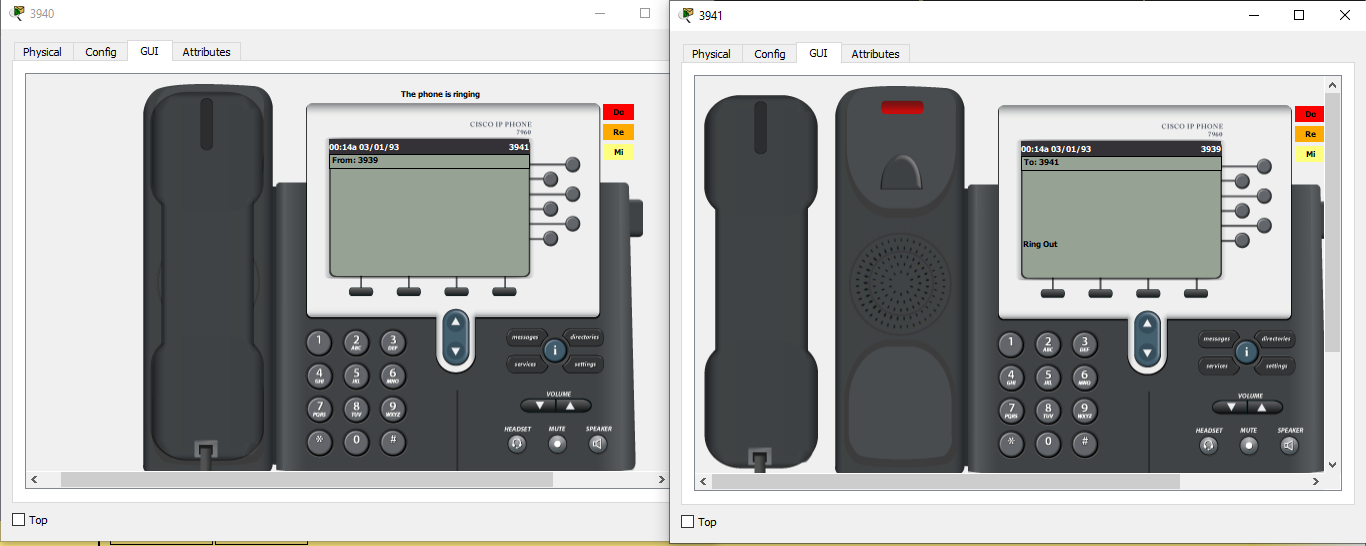 3940
Physical Config GUI Attributes
The phone is ringing
Do
Re
Mi
CISCO IP PHONE
7960
00:14a 03/01/93 3941
From: 3939
1 2 ABC 3 DEF
4 GHI 5 JKL 6 MNO
7 PQRS 8 TUV 9 WXYZ
* 0 #
messages directories
i
services settings
VOLUME
HEADSET MUTE SPEAKER
Top
3941
Physical Config GUI Attributes
Do
Re
Mi
CISCO IP PHONE
7960
00:14a 03/01/93 3939
To: 3941
Ring Out
1 2 ABC 3 DEF
4 GHI 5 JKL 6 MNO
7 PQRS 8 TUV 9 WXYZ
* 0 #
messages directories
i
services settings
VOLUME
HEADSET MUTE SPEAKER
Top